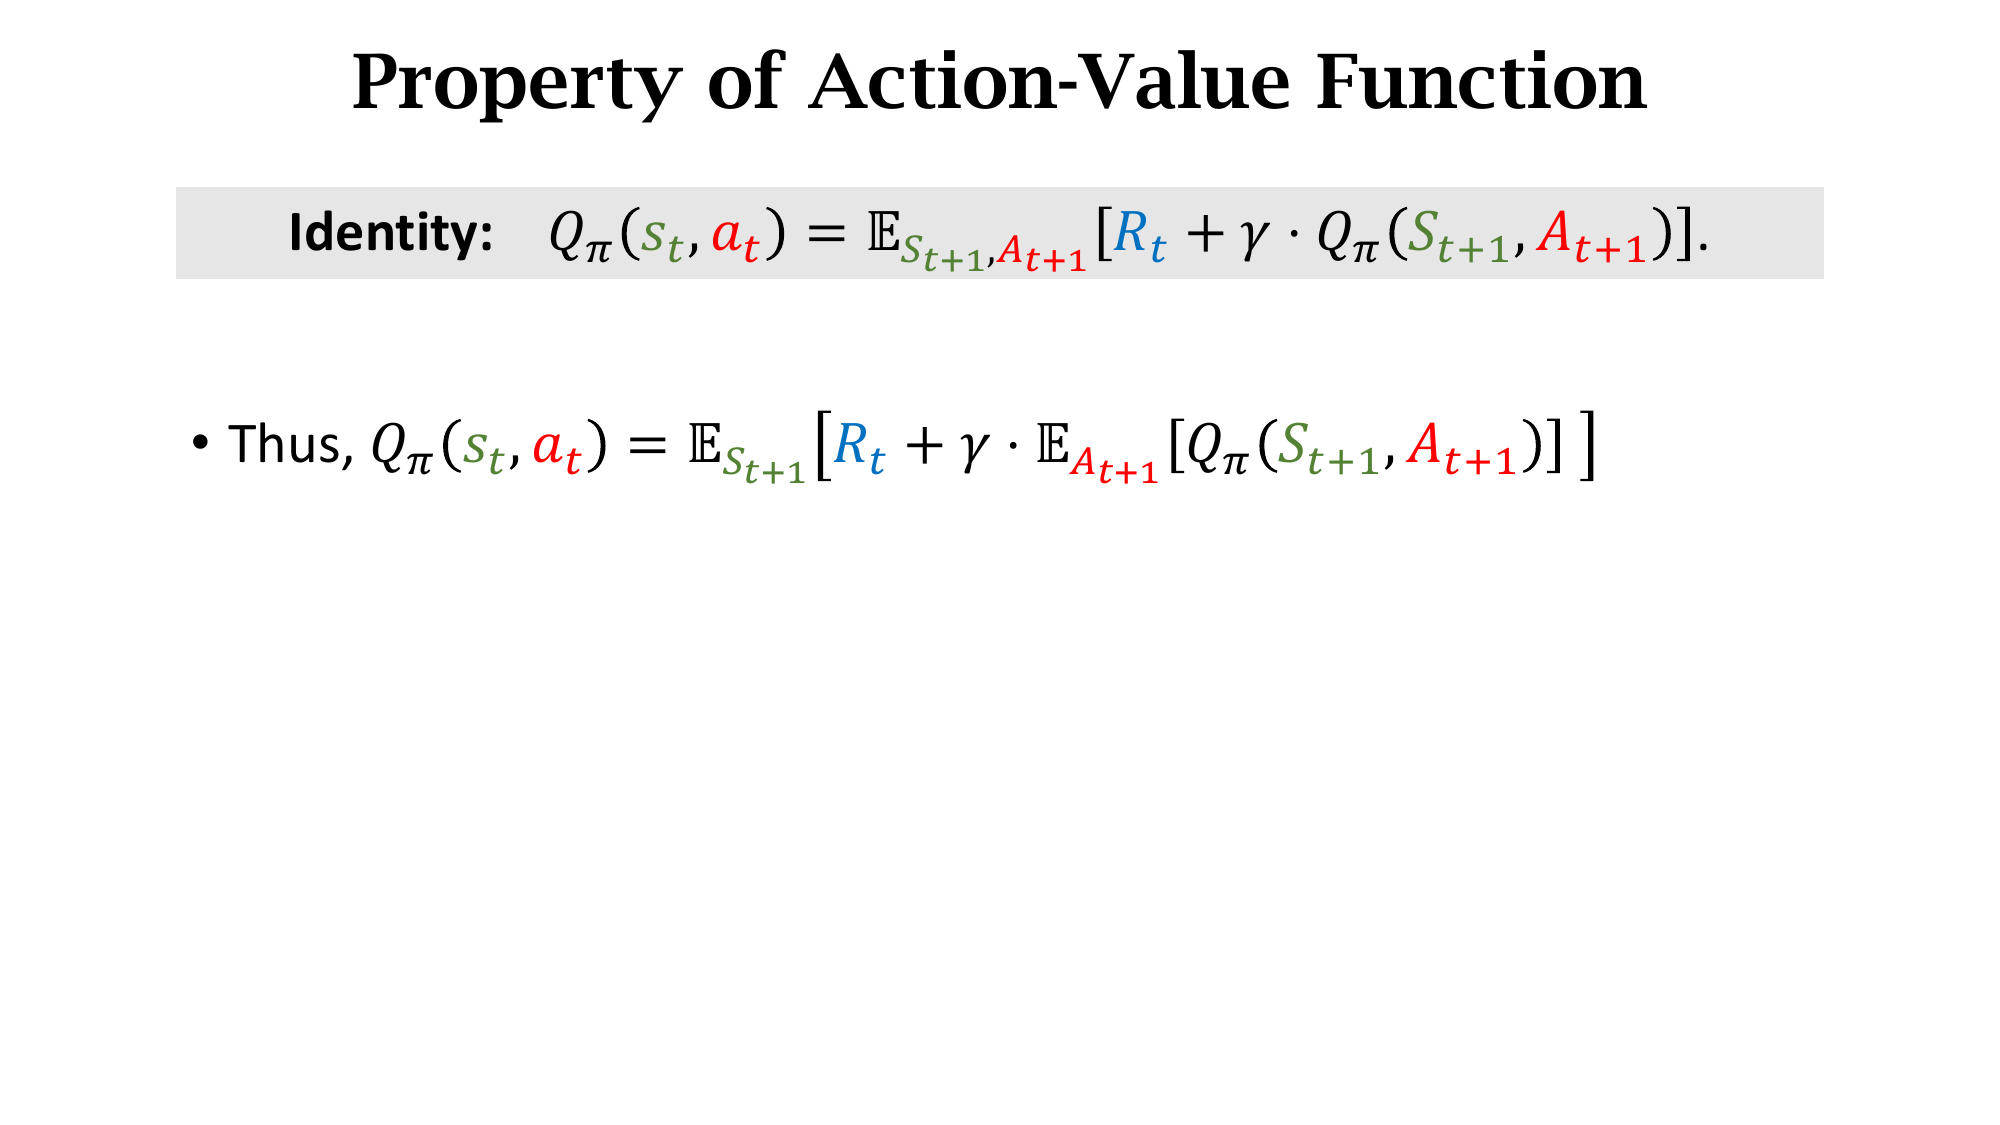 Property of Action-Value Function
Identity: $Q_\pi(s_t, a_t) = \mathbb{E}_{S_{t+1}, A_{t+1}}[R_t + \gamma \cdot Q_\pi(S_{t+1}, A_{t+1})].$
• Thus, $Q_\pi(s_t, a_t) = \mathbb{E}_{S_{t+1}}[R_t + \gamma \cdot \mathbb{E}_{A_{t+1}}[Q_\pi(S_{t+1}, A_{t+1})]]$